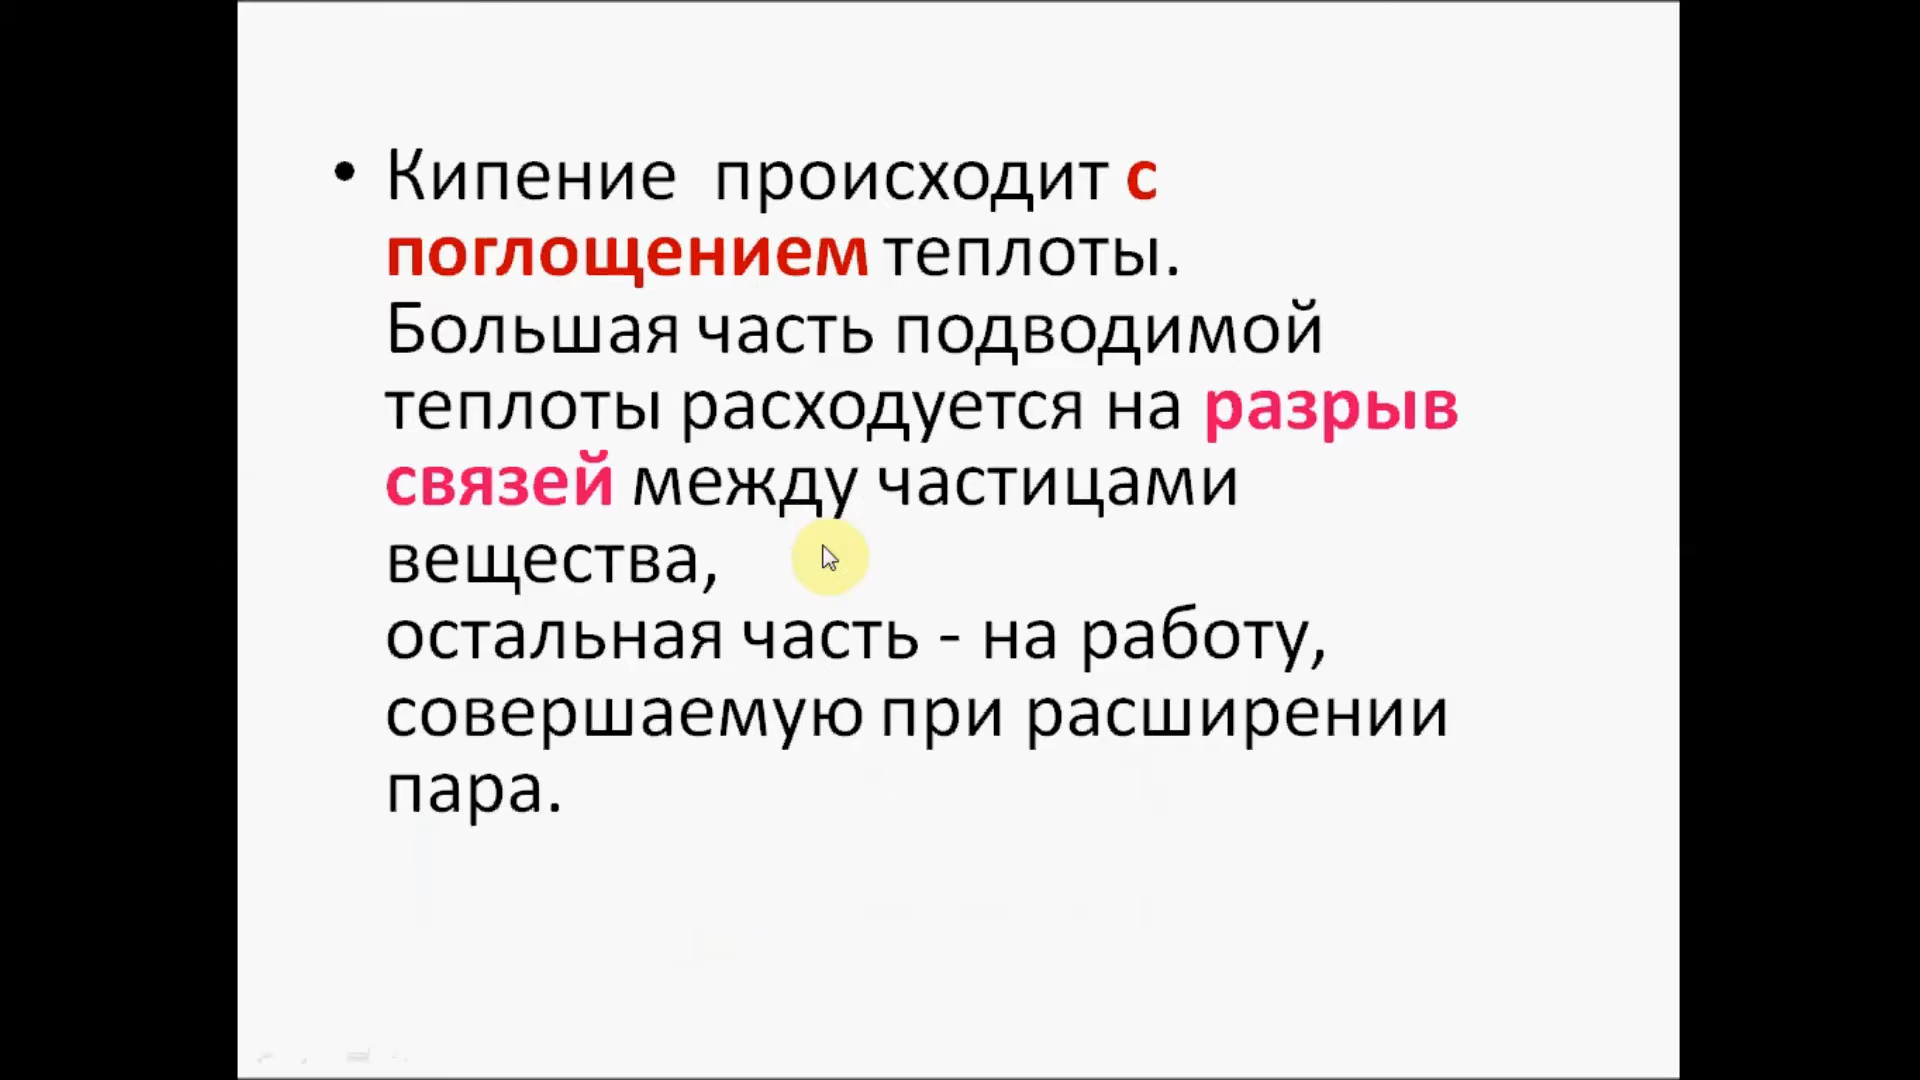 • Кипение происходит с
поглощением теплоты.
Большая часть подводимой
теплоты расходуется на разрыв
связей между частицами
вещества,
остальная часть - на работу,
совершаемую при расширении
пара.